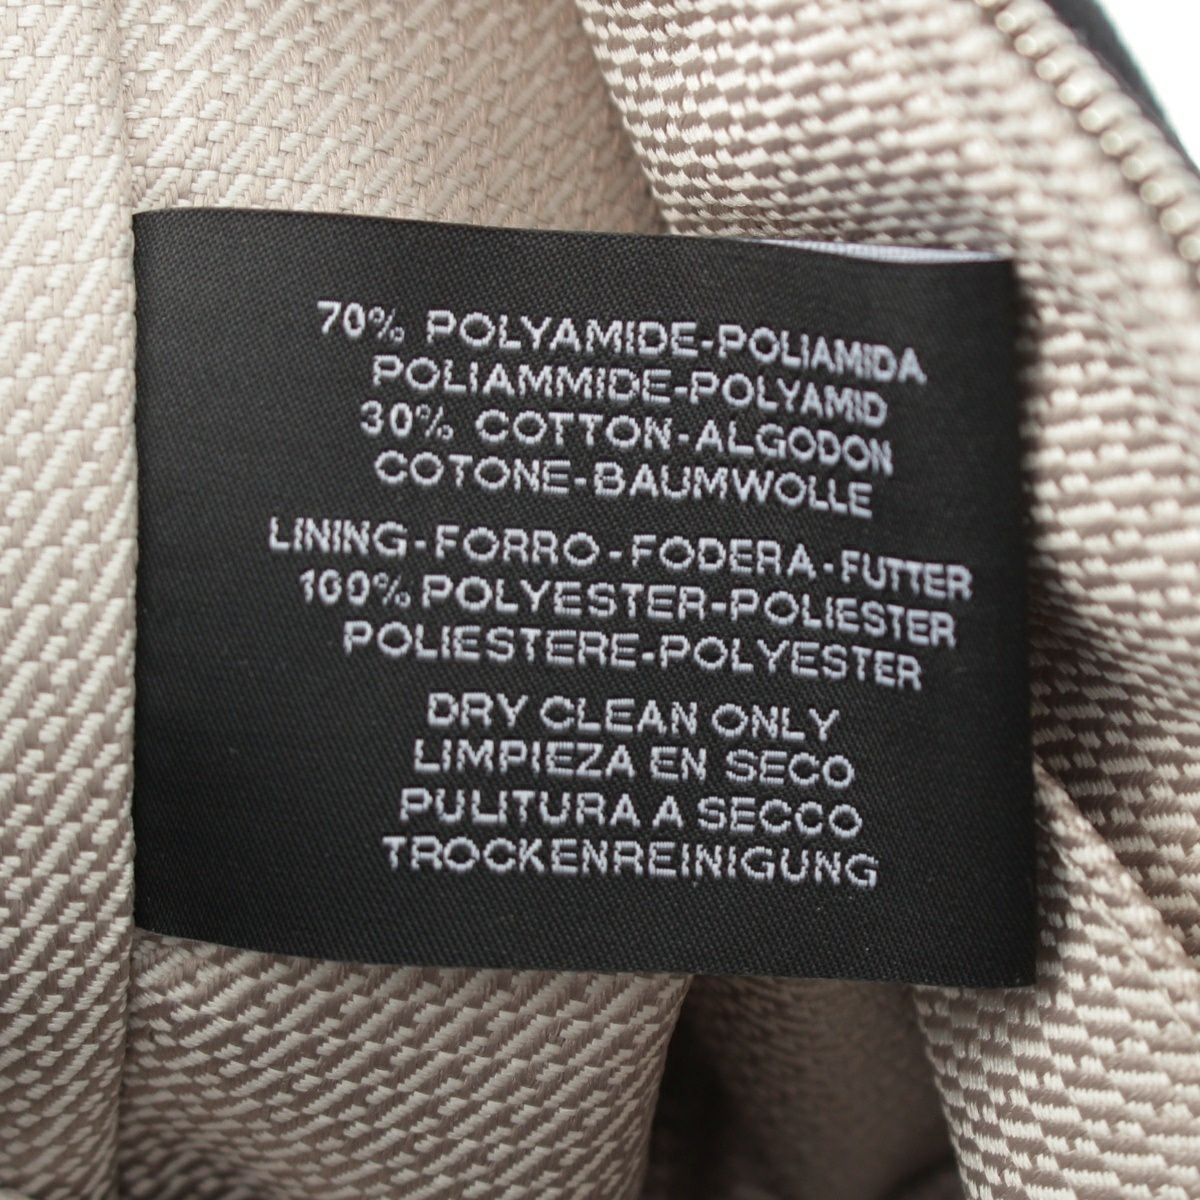 70% POLYAMIDE-POLIAMIDA
POLIAMMIDE-POLYAMID
30% COTTON-ALGODON
COTONE-BAUMWOLLE
LINING-FORRO-FODERA-FUTTER
100% POLYESTER-POLIESTER
POLIESTERE-POLYESTER
DRY CLEAN ONLY
LIMPIEZA EN SECO
PULITURA A SECCO
TROCKENREINIGUNG